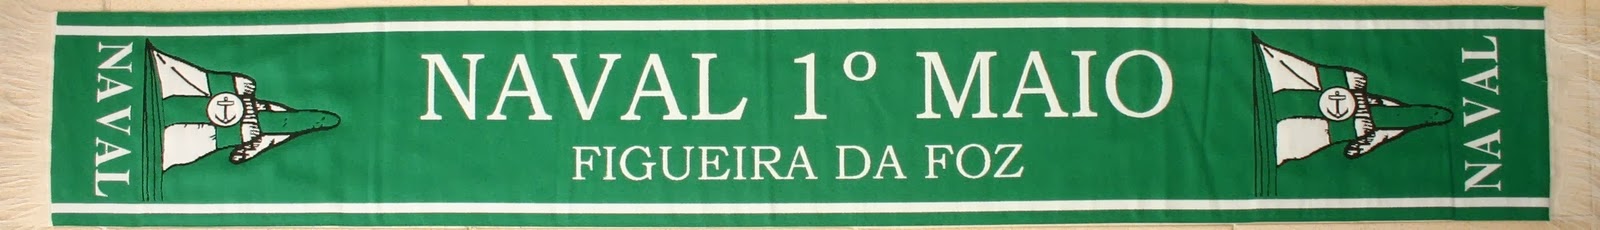 NAVAL
NAVAL 1º MAIO
FIGUEIRA DA FOZ
NAVAL